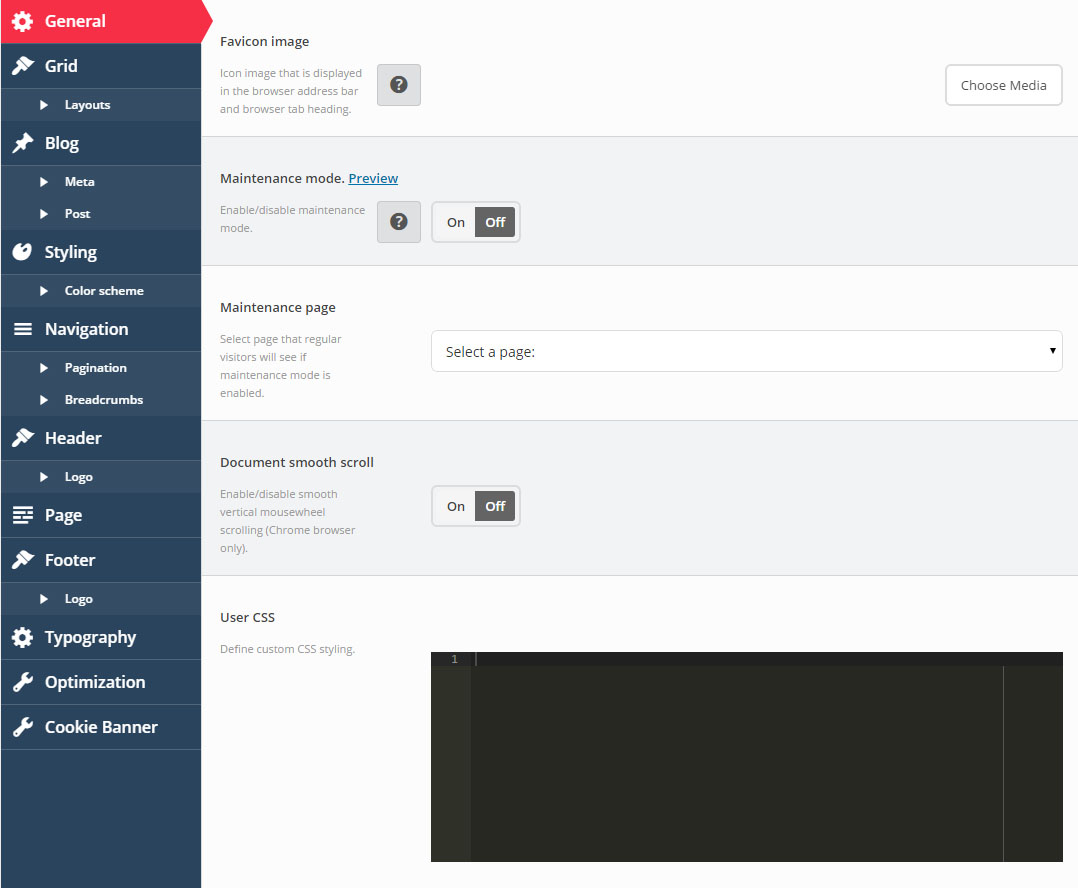 General
Grid
Layouts
Blog
Meta
Post
Styling
Color scheme
Navigation
Pagination
Breadcrumbs
Header
Logo
Page
Footer
Logo
Typography
Optimization
Cookie Banner
Favicon image
Icon image that is displayed
in the browser address bar
and browser tab heading.
?
Choose Media
Maintenance mode. Preview
Enable/disable maintenance
mode.
?
On Off
Maintenance page
Select page that regular
visitors will see if
maintenance mode is
enabled.
Select a page:
Document smooth scroll
Enable/disable smooth
vertical mousewheel
scrolling (Chrome browser
only).
On Off
User CSS
Define custom CSS styling.
1